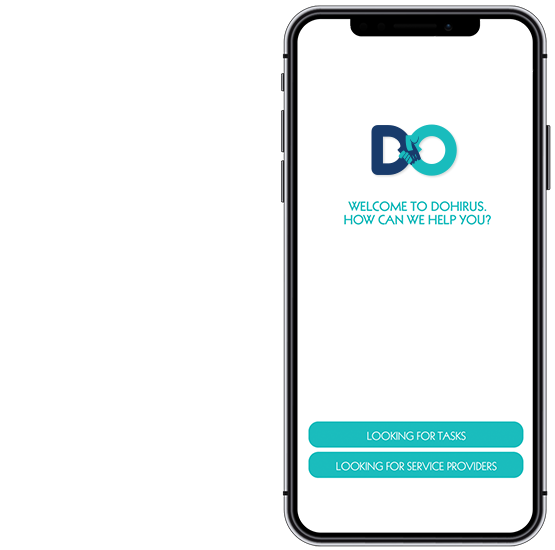 DO
WELCOME TO DOHIRUS.
HOW CAN WE HELP YOU?
LOOKING FOR TASKS
LOOKING FOR SERVICE PROVIDERS